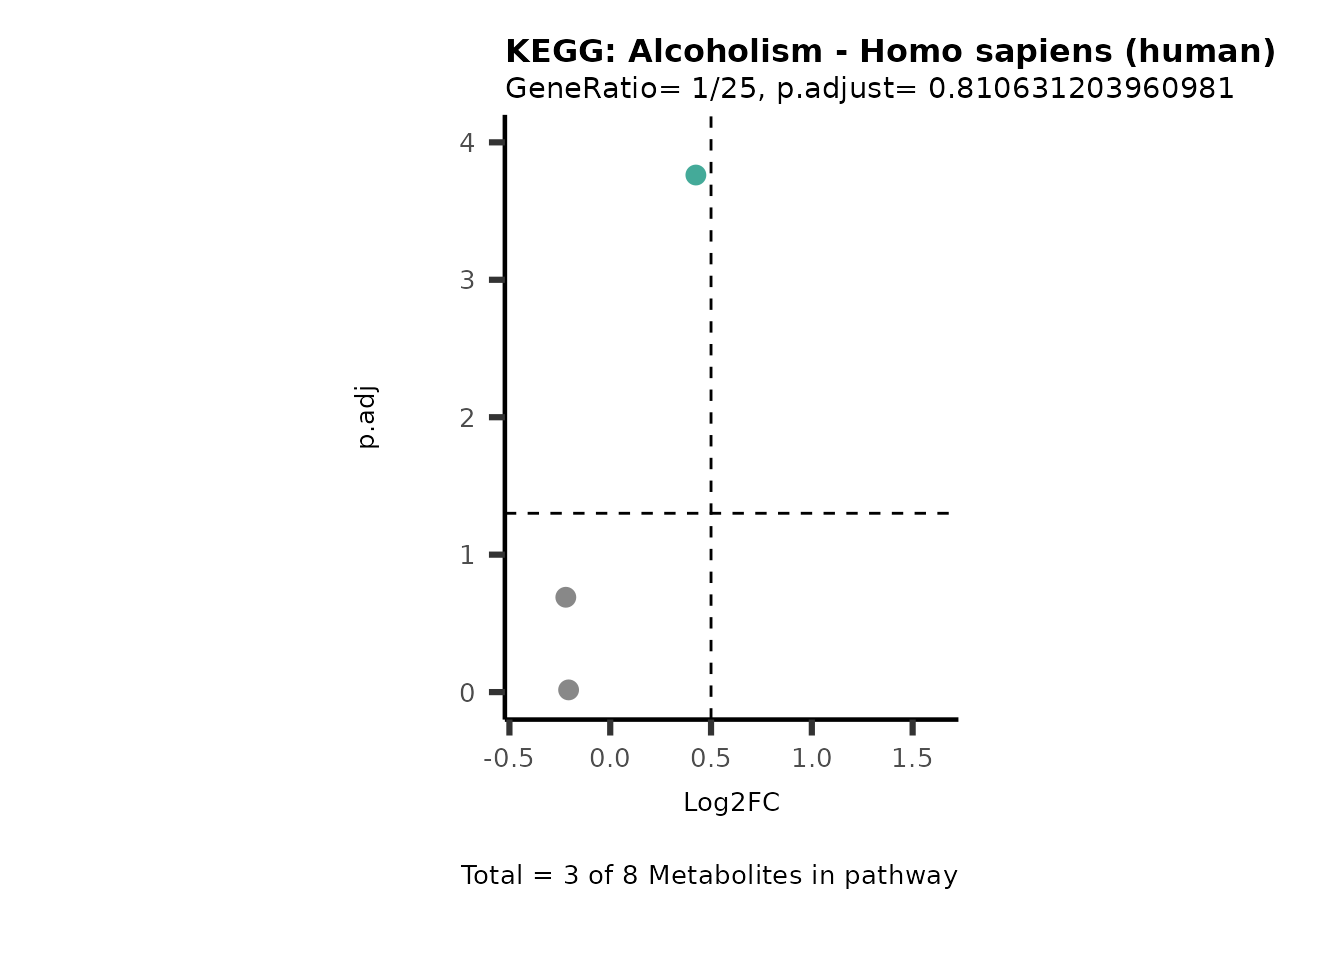 KEGG: Alcoholism - Homo sapiens (human)
GeneRatio= 1/25, p.adjust= 0.810631203960981
4
3
2
1
0
p.adj
-0.5 0.0 0.5 1.0 1.5
Log2FC
Total = 3 of 8 Metabolites in pathway